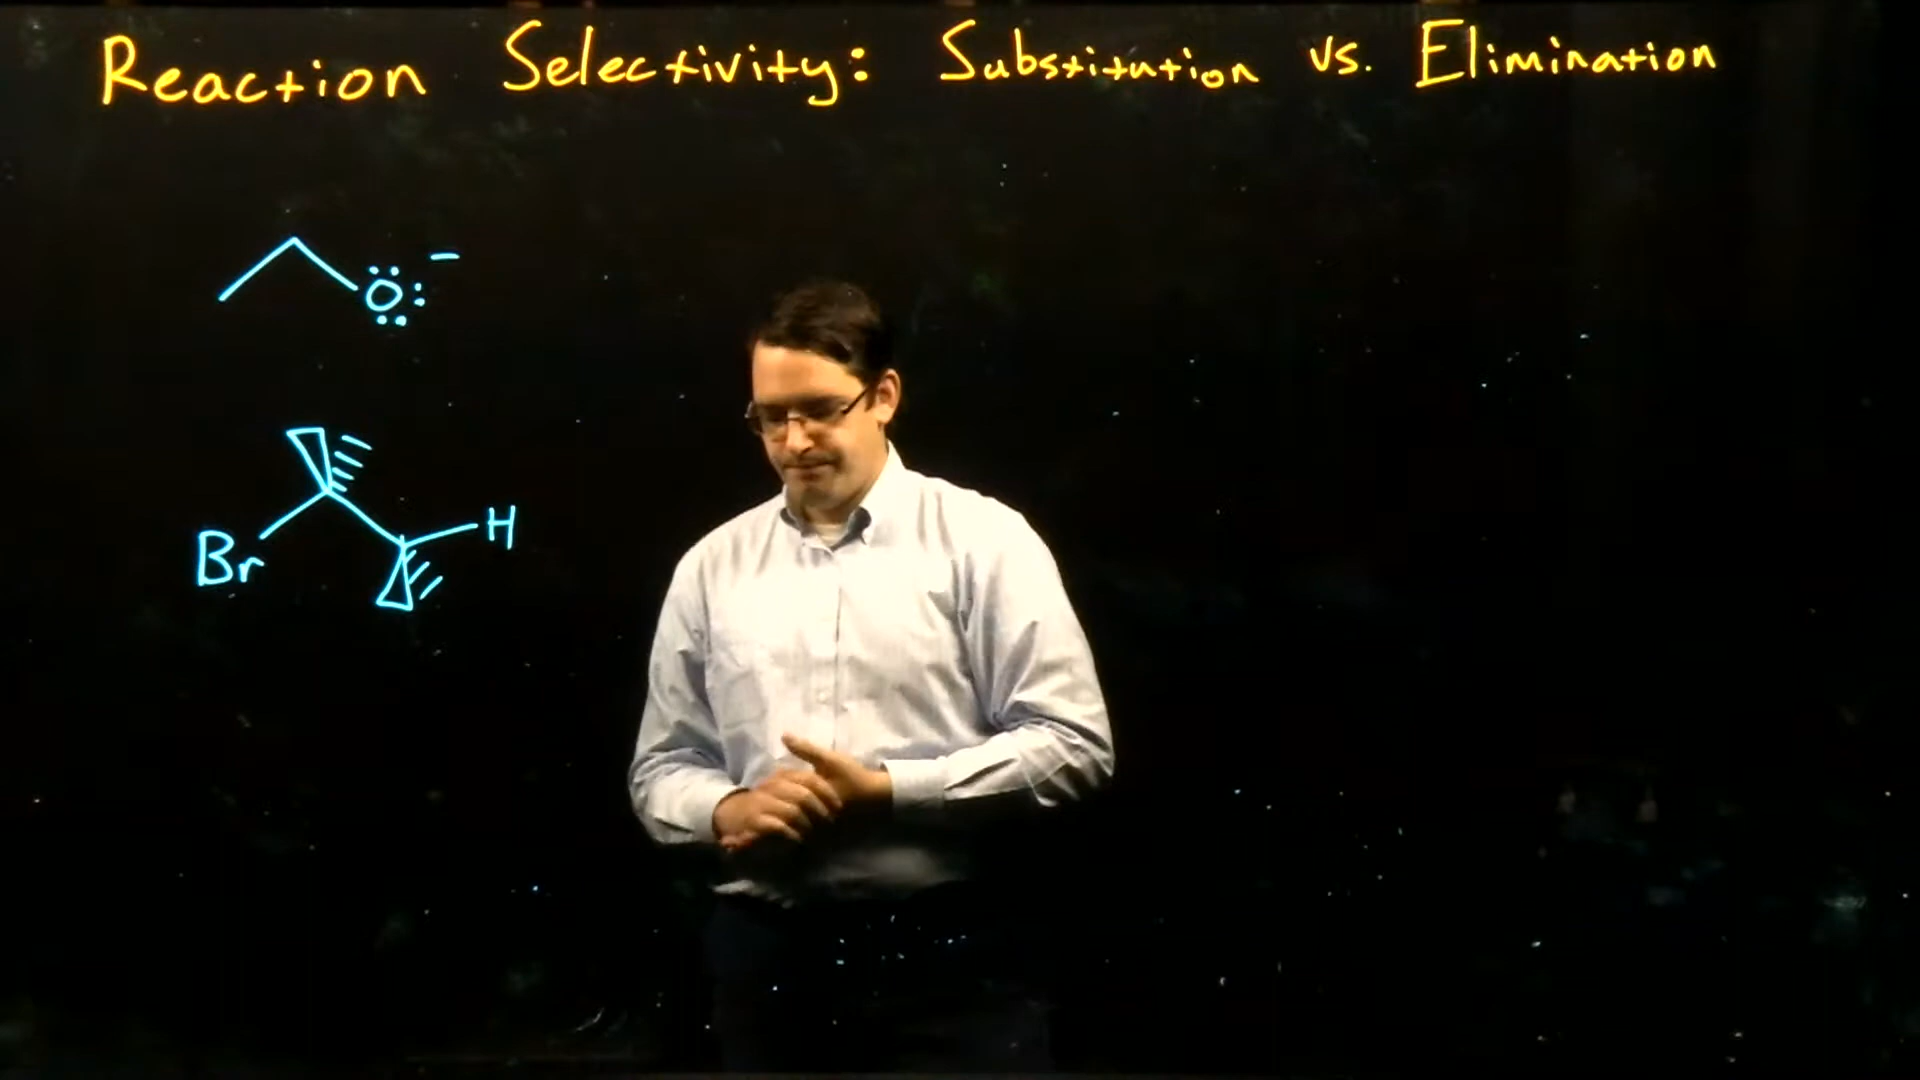 Reaction Selectivity: Substitution vs. Elimination
:Ö: −
Br
H